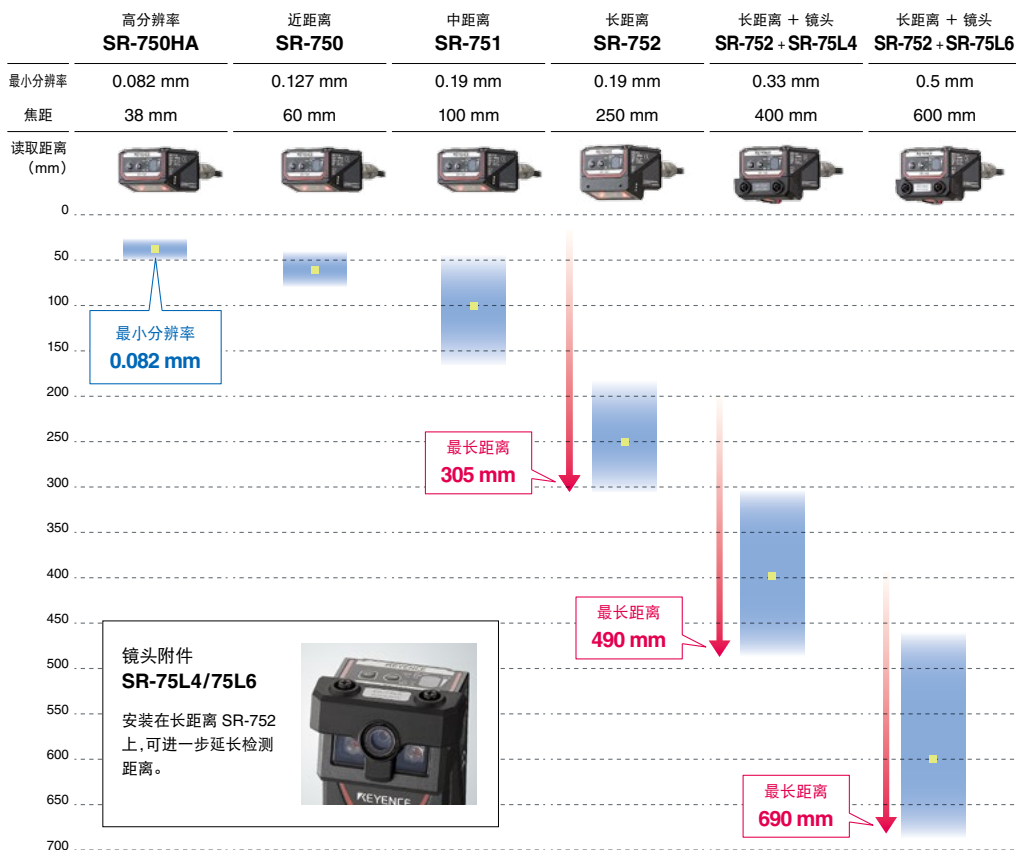 高分辨率 近距离 中距离 长距离 长距离 + 镜头 长距离 + 镜头
SR-750HA SR-750 SR-751 SR-752 SR-752 + SR-75L4 SR-752 + SR-75L6
最小分辨率 0.082 mm 0.127 mm 0.19 mm 0.19 mm 0.33 mm 0.5 mm
焦距 38 mm 60 mm 100 mm 250 mm 400 mm 600 mm
读取距离
(mm)
0
50
100
最小分辨率
0.082 mm
150
200
250
最长距离
305 mm
300
350
400
450
最长距离
490 mm
500
550
600
650
700
镜头附件
SR-75L4/75L6
安装在长距离 SR-752
上,可进一步延长检测
距离。
KEYENCE
最长距离
690 mm